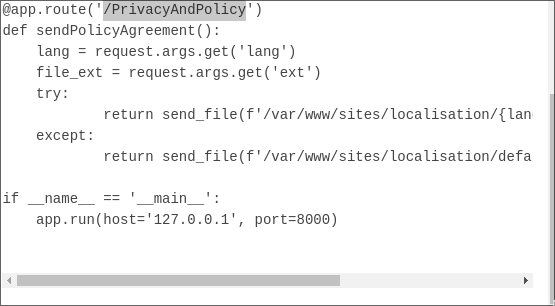 @app.route('/PrivacyAndPolicy')
def sendPolicyAgreement():
    lang = request.args.get('lang')
    file_ext = request.args.get('ext')
    try:
            return send_file(f'/var/www/sites/localisation/{lan
    except:
            return send_file(f'/var/www/sites/localisation/defa
if __name__ == '__main__':
    app.run(host='127.0.0.1', port=8000)